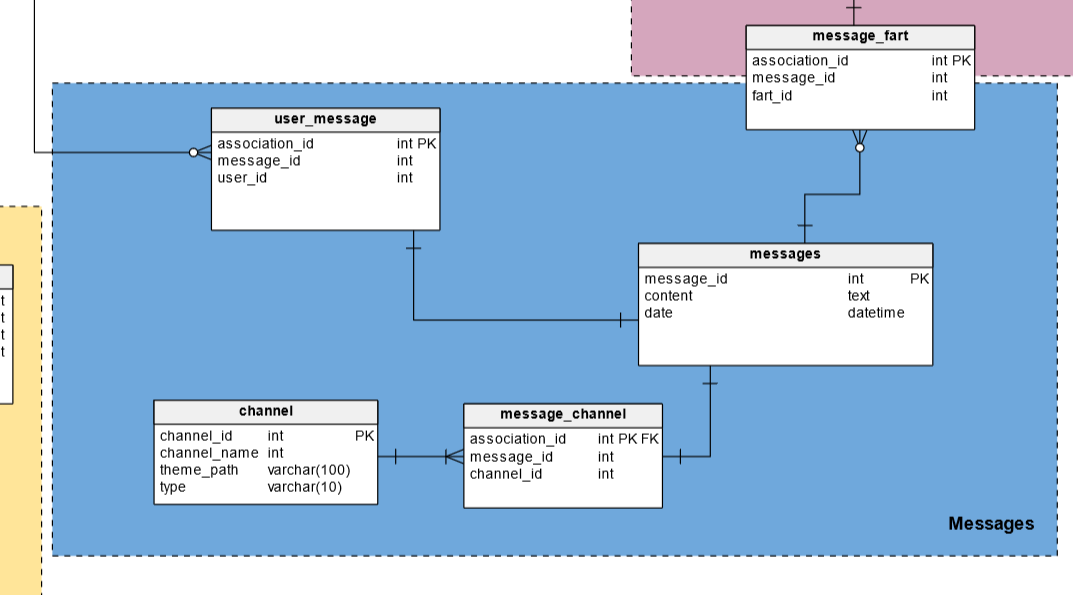 message_fart
association_id int PK
message_id int
fart_id int
user_message
association_id int PK
message_id int
user_id int
messages
message_id int PK
content text
date datetime
t
t
t
t
channel
channel_id int PK
channel_name int
theme_path varchar(100)
type varchar(10)
message_channel
association_id int PK FK
message_id int
channel_id int
Messages